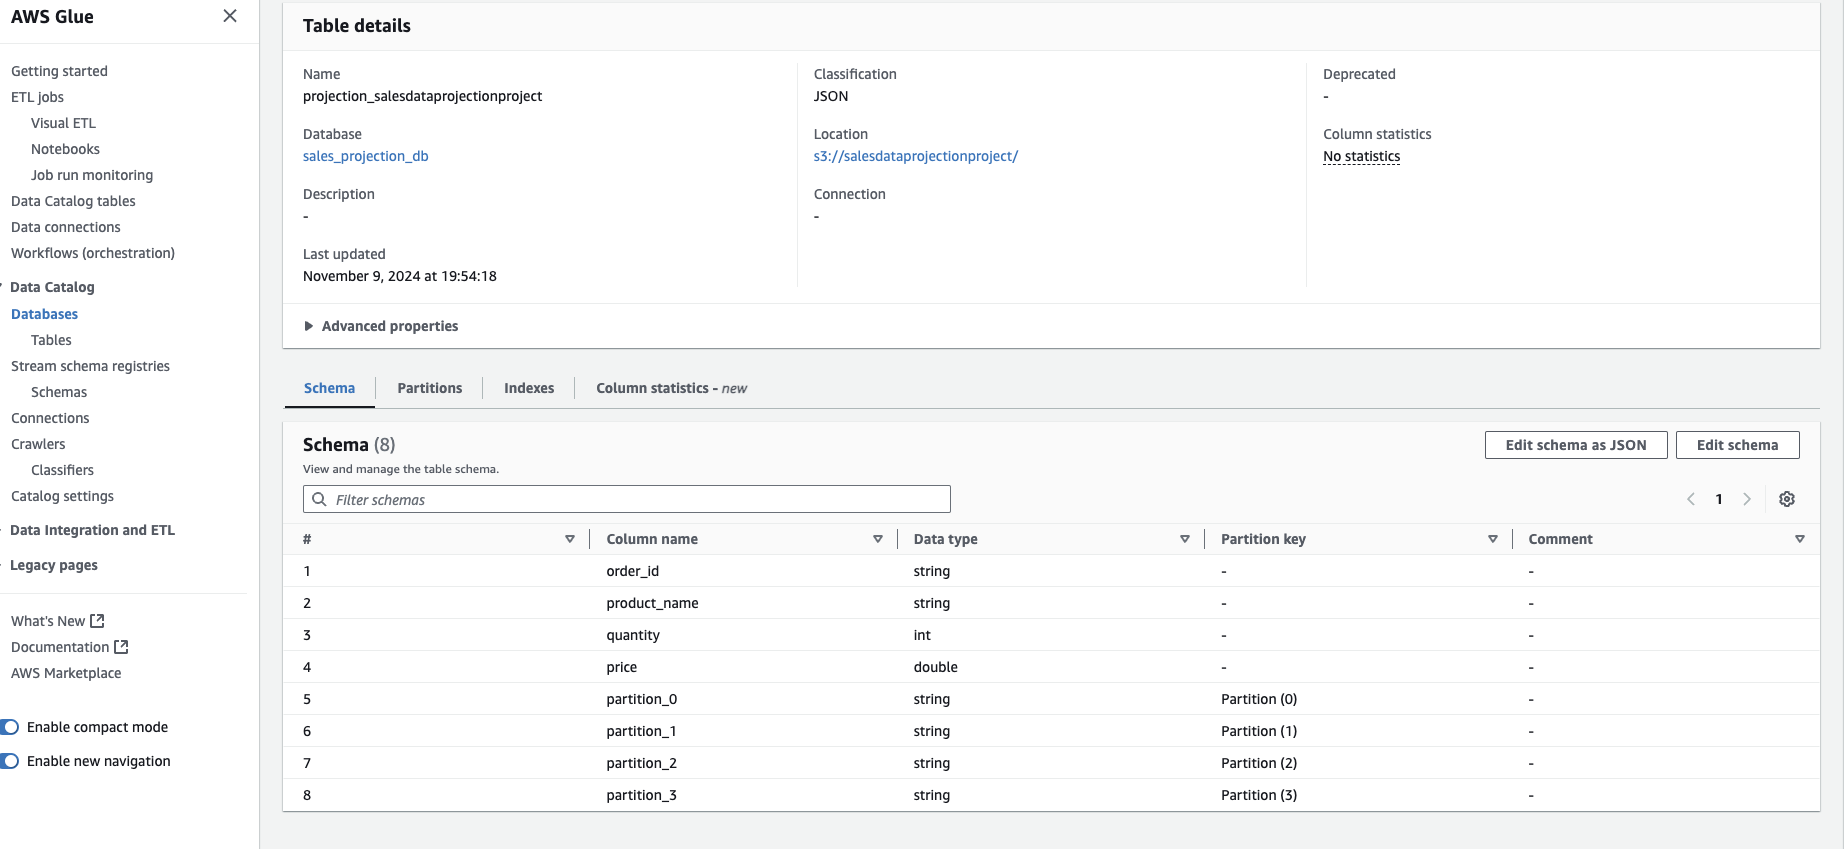 AWS Glue
Getting started
ETL jobs
Visual ETL
Notebooks
Job run monitoring
Data Catalog tables
Data connections
Workflows (orchestration)
Data Catalog
Databases
Tables
Stream schema registries
Schemas
Connections
Crawlers
Classifiers
Catalog settings
Data Integration and ETL
Legacy pages
What's New
Documentation
AWS Marketplace
Enable compact mode
Enable new navigation
Table details
Name
projection_salesdataprojectionproject
Database
sales_projection_db
Description
-
Last updated
November 9, 2024 at 19:54:18
Classification
JSON
Location
s3://salesdataprojectionproject/
Connection
-
Deprecated
-
Column statistics
No statistics
Advanced properties
Schema Partitions Indexes Column statistics - new
Schema (8)
View and manage the table schema.
Edit schema as JSON Edit schema
Filter schemas
1
# Column name Data type Partition key Comment
1 order_id string - -
2 product_name string - -
3 quantity int - -
4 price double - -
5 partition_0 string Partition (0) -
6 partition_1 string Partition (1) -
7 partition_2 string Partition (2) -
8 partition_3 string Partition (3) -